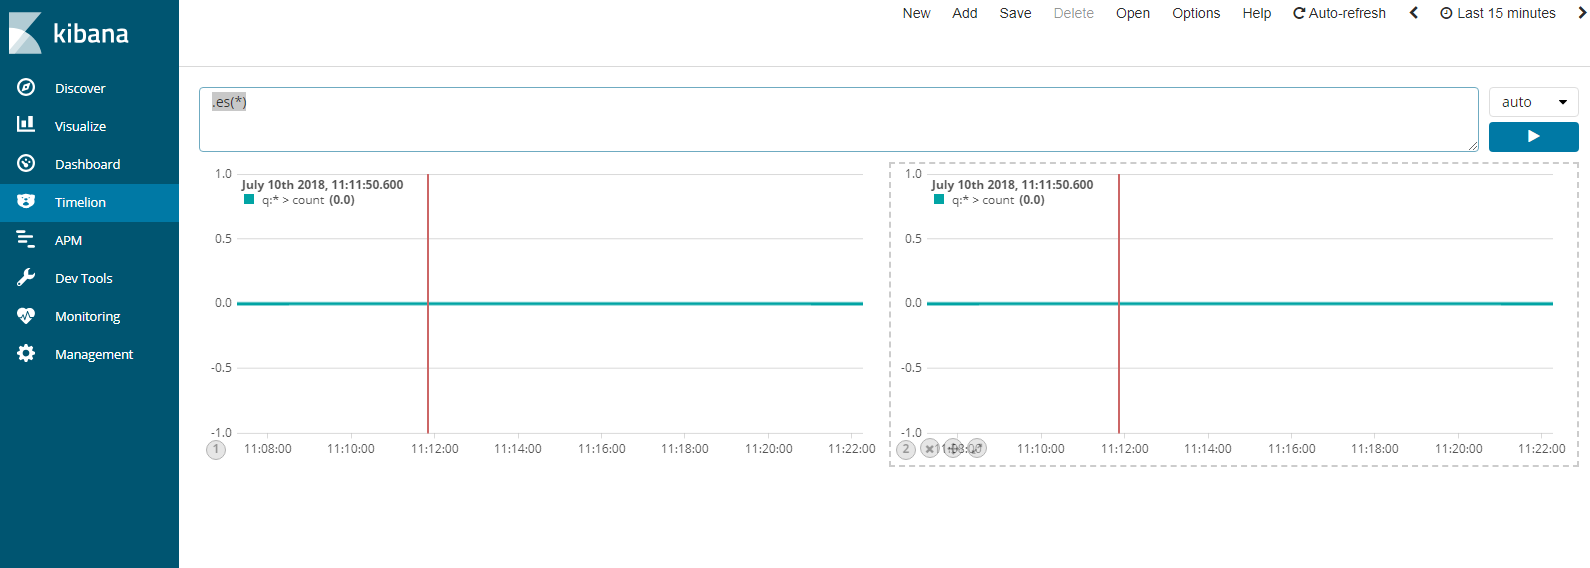 kibana
Discover
Visualize
Dashboard
Timelion
APM
Dev Tools
Monitoring
Management
New Add Save Delete Open Options Help Auto-refresh Last 15 minutes
.es(*)
auto
1.0
July 10th 2018, 11:11:50.600
q:* > count (0.0)
0.5
0.0
-0.5
-1.0
1 11:08:00 11:10:00 11:12:00 11:14:00 11:16:00 11:18:00 11:20:00 11:22:00
1.0
July 10th 2018, 11:11:50.600
q:* > count (0.0)
0.5
0.0
-0.5
-1.0
2 11:08:00 11:10:00 11:12:00 11:14:00 11:16:00 11:18:00 11:20:00 11:22:00